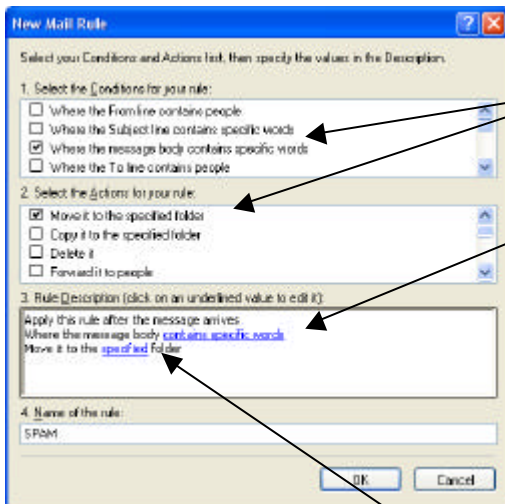 New Mail Rule
Select your Conditions and Actions first, then specify the values in the Description.
1. Select the Conditions for your rule:
Where the From line contains people
Where the Subject line contains specific words
Where the message body contains specific words
Where the To line contains people
2. Select the Actions for your rule:
Move it to the specified folder
Copy it to the specified folder
Delete it
Forward it to people
3. Rule Description (click on an underlined value to edit it):
Apply this rule after the message arrives
Where the message body contains specific words
Move it to the specified folder
4. Name of the rule:
SPAM
OK
Cancel